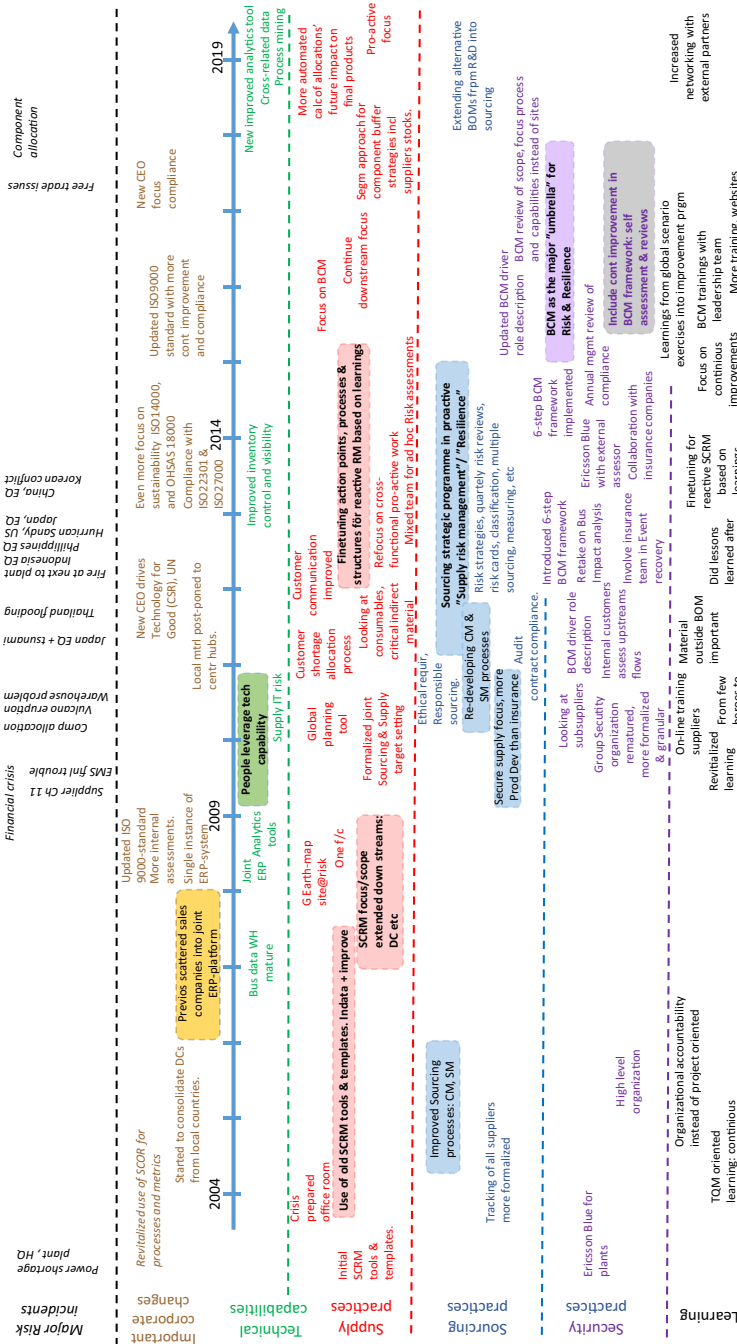 Major Risk
incidents
Power shortage
plant, HQ
Financial crisis
Supplier Ch 11
EMS fnl trouble
Comp allocation
Vulcane eruption
Warehouse problem
Japan EQ + tsunami
Thailand flooding
Fire at next to plant
Indonesia EQ
Phillippines EQ
Hurrican Sandy, US
Japan, EQ
China, EQ
Korean conflict
Free trade issues
Component
allocation
Important
corporate
changes
Revitalized use of SCOR for
processes and metrics
Started to consolidate DCs
from local countries.
Previos scattered sales
companies into joint
ERP-platform
Updated ISO
9000-standard
More internal
assessments.
Single instance of
ERP-system
New CEO drives
Technology for
Good (CSR), UN
Local mtrl post-poned to
centr hubs.
Even more focus on
sustainability ISO14000,
and OHSAS 18000
Compliance with
ISO22301 &
ISO27000
Updated ISO9000
standard with more
cont improvement
and compliance
New CEO
focus
compliance
2004
2009
2014
2019
Technical
capabilities
Bus data WH
mature
Joint
ERP Analytics
tools
People leverage tech
capability
Supply IT risk
Improved inventory
control and visibility
New improved analytics tool
Cross-related data
Process mining
Supply
practices
Initial
SCRM
tools &
templates.
Crisis
prepared
office room
Use of old SCRM tools & templates. Indata + improve
G Earth-map
site@risk
One f/c
SCRM focus/scope
extended down streams:
DC etc
Global
planning
tool
Formalized joint
Sourcing & Supply
target setting
Customer
shortage
allocation
process
Customer
communication
improved
Looking at
consumables,
critical indirect
material
Finetuning action points, processes &
structures for reactive RM based on learnings
Refocus on cross-
functional pro-active work
Mixed team for ad hoc Risk assessments
Focus on BCM
Continue
downstream focus
More automated
calc of allocations'
future impact on
final products
Segm approach for
component buffer
strategies incl
suppliers stocks.
Pro-active
focus
Sourcing
practices
Tracking of all suppliers
more formalized
Improved Sourcing
processes: CM, SM
Ethical requir,
Responsible
sourcing.
Re-developing CM &
SM processes
Secure supply focus, more
Prod Dev than insurance
Audit
contract compliance.
Sourcing strategic programme in proactive
"Supply risk management"/ "Resilience"
Risk strategies, quartely risk reviews,
risk cards, classification, multiple
sourcing, measuring, etc
Extending alternative
BOMs frpm R&D into
sourcing
Security
practices
Ericsson Blue for
plants
High level
organization
Looking at
subsuppliers
Group Secutity
organization
rematured,
more formalized
& granular
BCM driver role
description
Internal customers
assess upstreams
flows
Introduced 6-step
BCM framework
Retake on Bus
Impact analysis
Involve insurance
team in Event
recovery
6-step BCM
framework
implemented
Ericsson Blue
with external
assessor
Collaboration with
insurance companies
Annual mgmt review of
compliance
Updated BCM driver
role description
BCM review of scope, focus process
and capabilities instead of sites
BCM as the major "umbrella" for
Risk & Resilience
Include cont improvement in
BCM framework: self
assessment & reviews
Learning
TQM oriented
learning: continious
Organizational accountability
instead of project oriented
On-line training
suppliers
Revitialized
learning
From few
Material
outside BOM
important
Did lessons
learned after
Finetuning for
reactive SCRM
based on
Focus on
continious
improvements
Learnings from global scenario
exercises into improvement prgm
BCM trainings with
leadership team
More training, websites
Increased
networking with
external partners